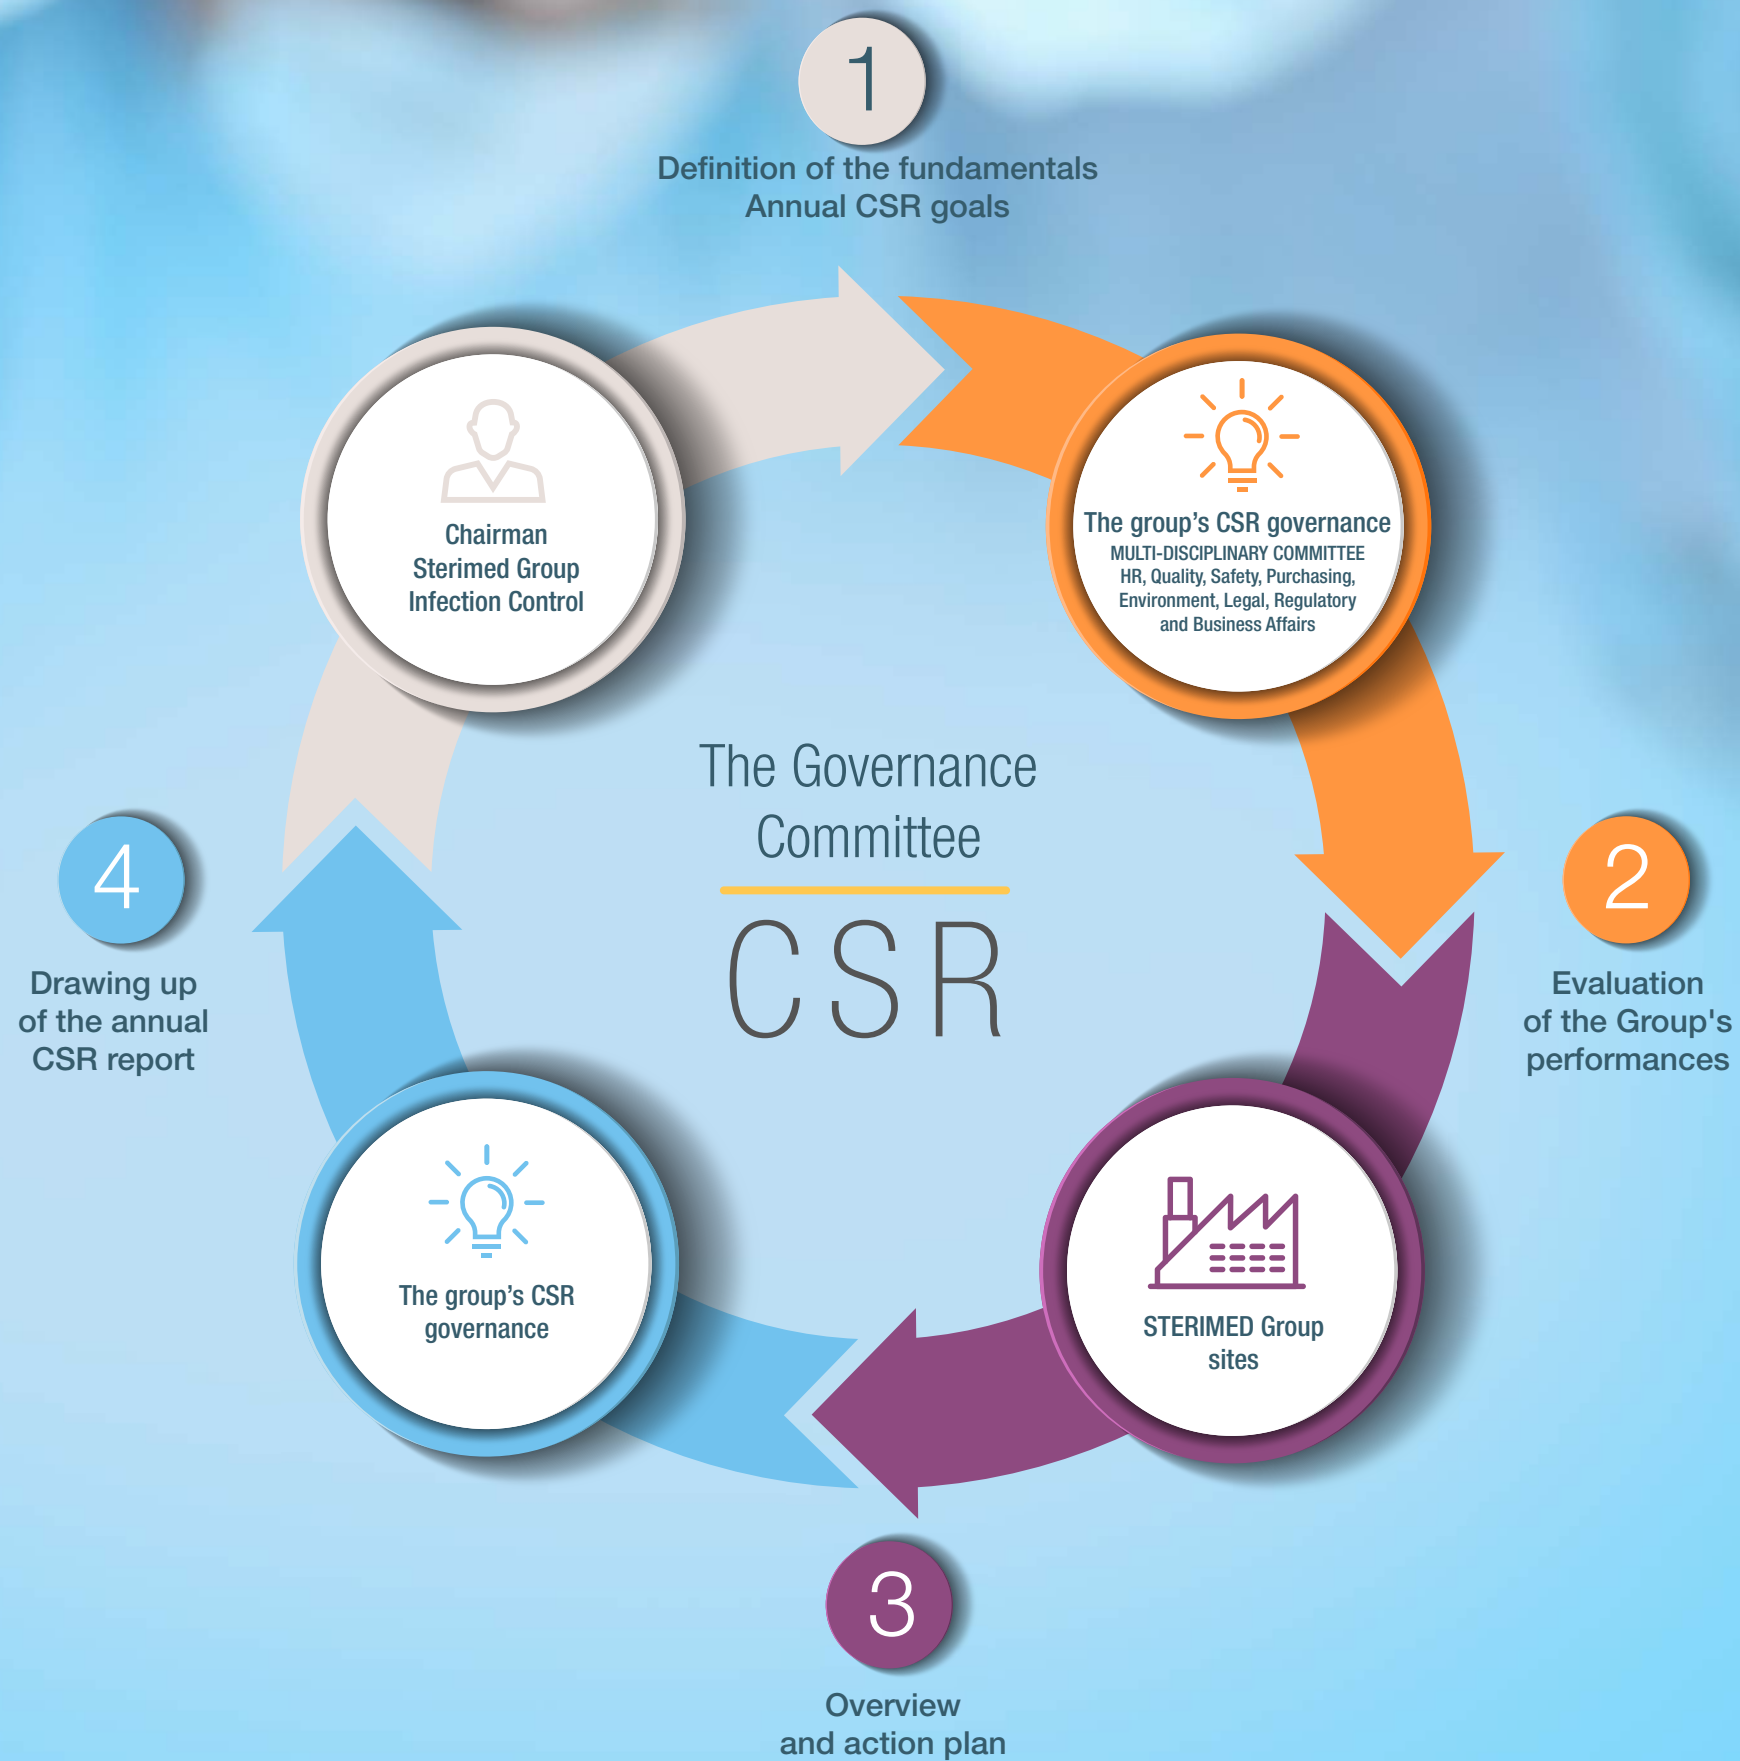 1
Definition of the fundamentals
Annual CSR goals
Chairman
Sterimed Group
Infection Control
The group’s CSR governance
MULTI-DISCIPLINARY COMMITTEE
HR, Quality, Safety, Purchasing,
Environment, Legal, Regulatory
and Business Affairs
The Governance
Committee
CSR
2
Evaluation
of the Group's
performances
4
Drawing up
of the annual
CSR report
The group’s CSR
governance
STERIMED Group
sites
3
Overview
and action plan